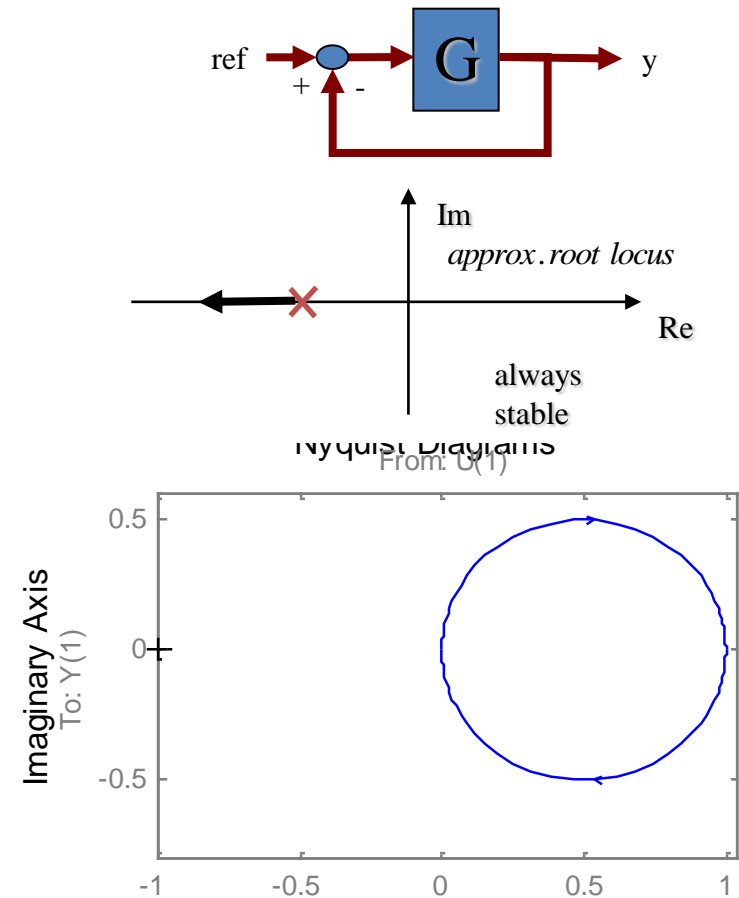 ref
G
y
+ -
Im
approx.root locus
Re
always
stable
Nyquist Diagrams
From: U(1)
Imaginary Axis
To: Y(1)
0.5
0
-0.5
-1 -0.5 0 0.5 1